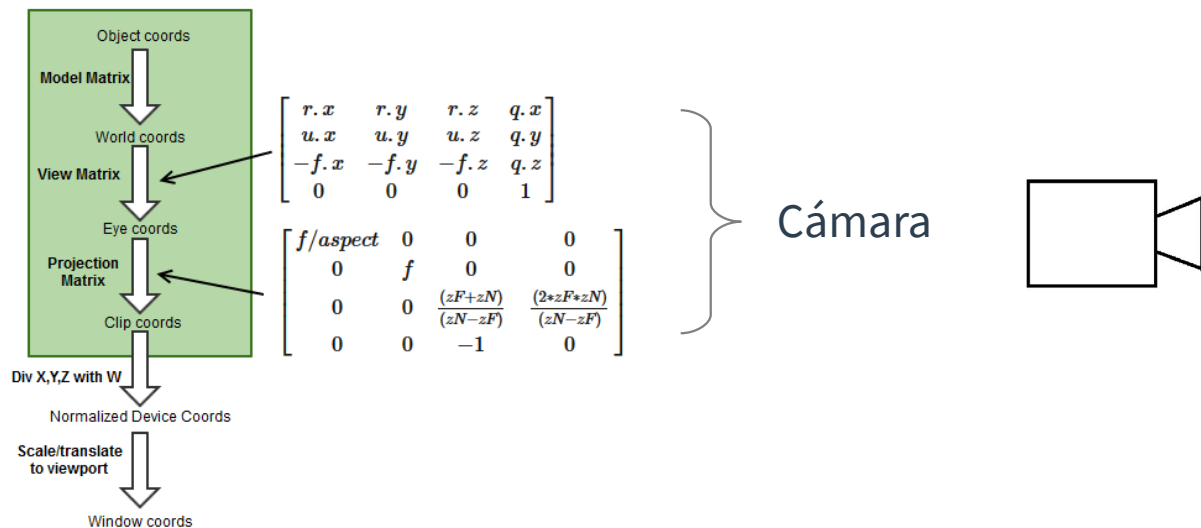 Object coords
Model Matrix
World coords
View Matrix
Eye coords
Projection
Matrix
Clip coords
Div X,Y,Z with W
Normalized Device Coords
Scale/translate
to viewport
Window coords
r.x r.y r.z q.x
u.x u.y u.z q.y
−f.x −f.y −f.z q.z
0 0 0 1
f/aspect 0 0 0
0 f 0 0
0 0 (zF+zN)/(zN−zF) (2*zF*zN)/(zN−zF)
0 0 −1 0
Cámara